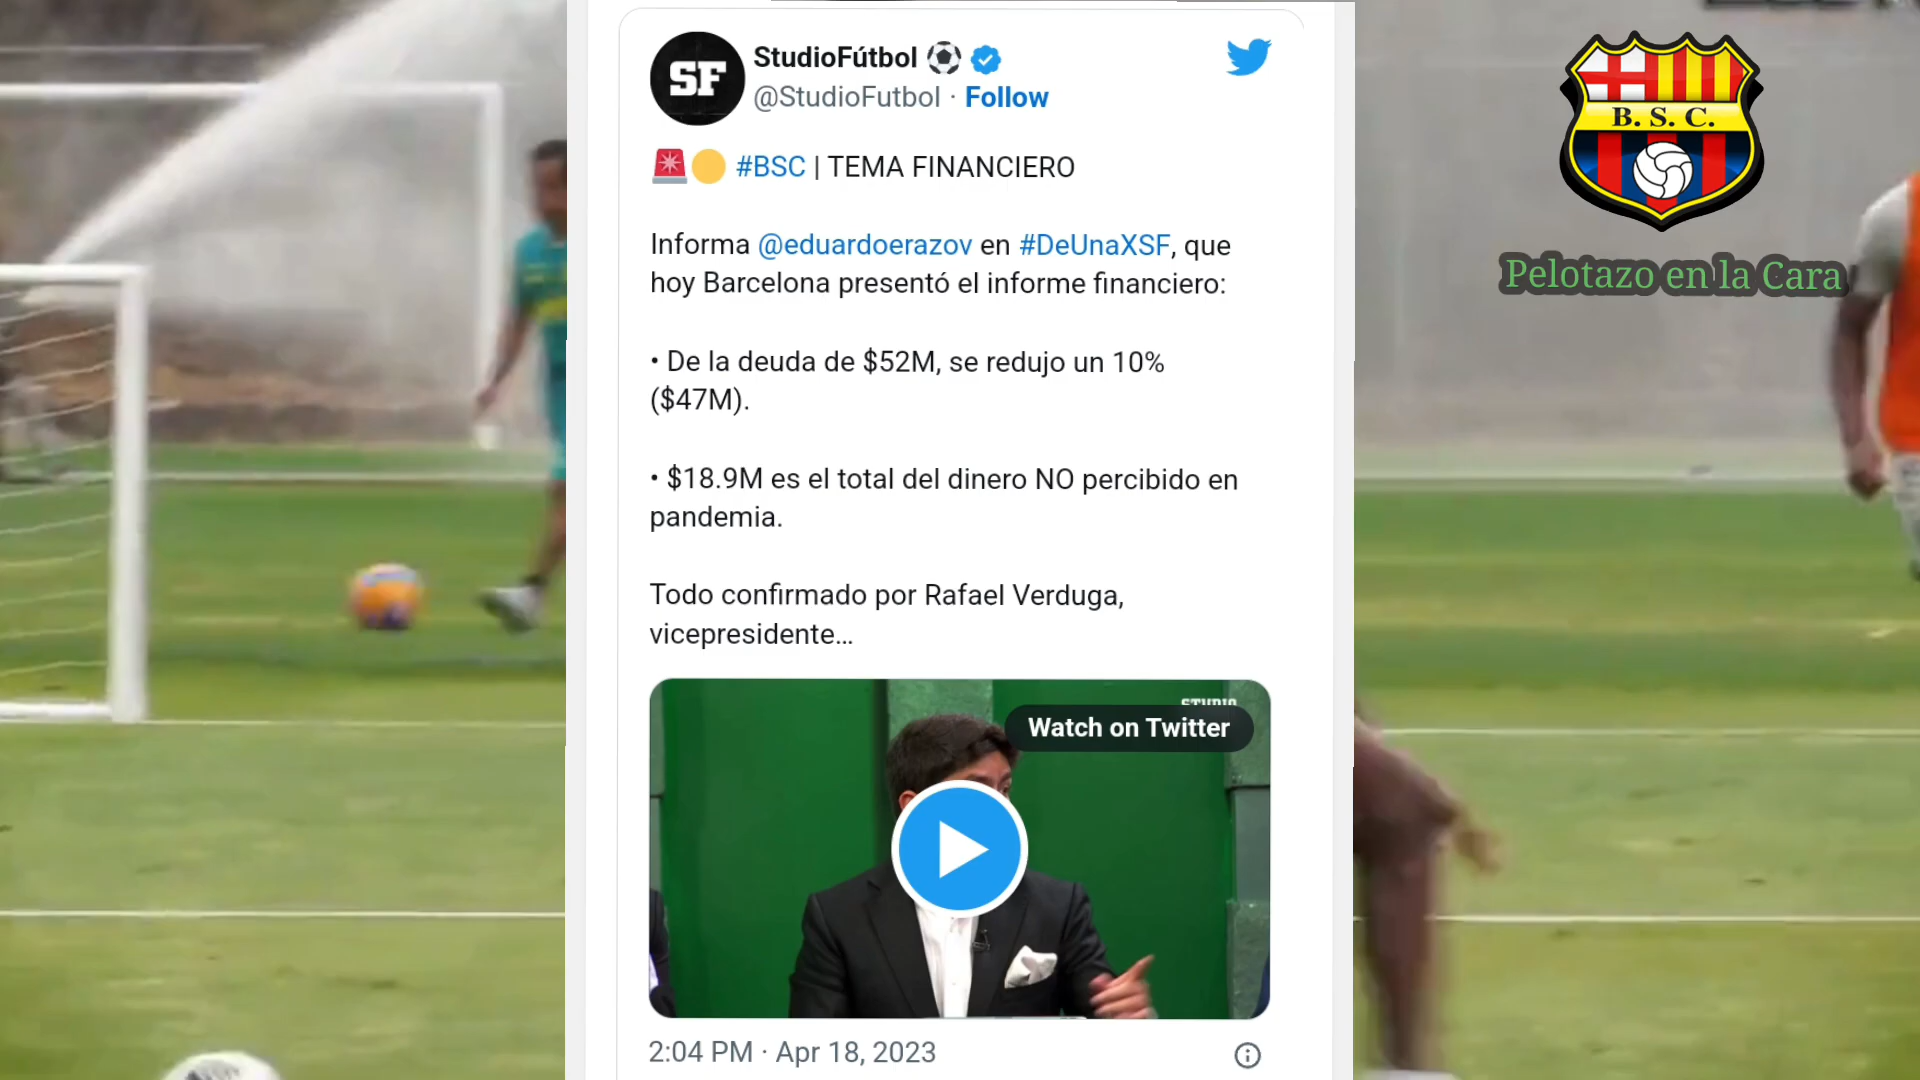 StudioFútbol
@StudioFutbol · Follow
#BSC | TEMA FINANCIERO
Informa @eduardoerazov en #DeUnaXSF, que
hoy Barcelona presentó el informe financiero:
• De la deuda de $52M, se redujo un 10%
($47M).
• $18.9M es el total del dinero NO percibido en
pandemia.
Todo confirmado por Rafael Verduga,
vicepresidente…
STUDIO
Watch on Twitter
2:04 PM · Apr 18, 2023
SF
B. S. C.
Pelotazo en la Cara